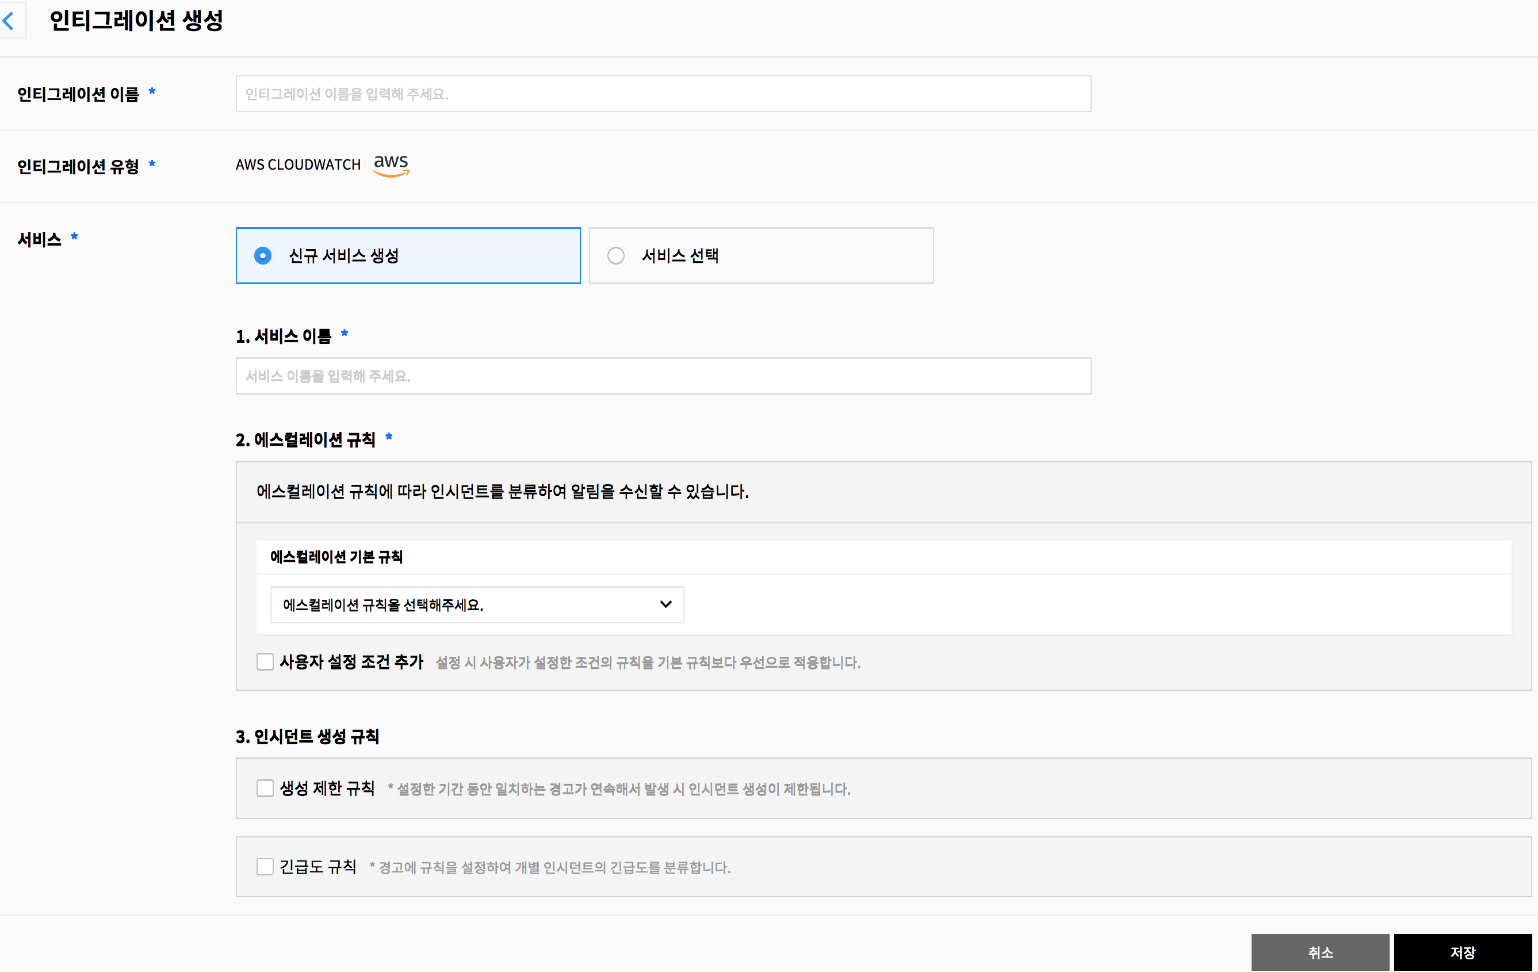 인티그레이션 생성
인티그레이션 이름 *
인티그레이션 이름을 입력해 주세요.
인티그레이션 유형 *
AWS CLOUDWATCH aws
서비스 *
신규 서비스 생성
서비스 선택
1. 서비스 이름 *
서비스 이름을 입력해 주세요.
2. 에스컬레이션 규칙 *
에스컬레이션 규칙에 따라 인시던트를 분류하여 알림을 수신할 수 있습니다.
에스컬레이션 기본 규칙
에스컬레이션 규칙을 선택해주세요.
사용자 설정 조건 추가 설정 시 사용자가 설정한 조건의 규칙을 기본 규칙보다 우선으로 적용합니다.
3. 인시던트 생성 규칙
생성 제한 규칙 * 설정한 기간 동안 일치하는 경고가 연속해서 발생 시 인시던트 생성이 제한됩니다.
긴급도 규칙 * 경고에 규칙을 설정하여 개별 인시던트의 긴급도를 분류합니다.
취소
저장